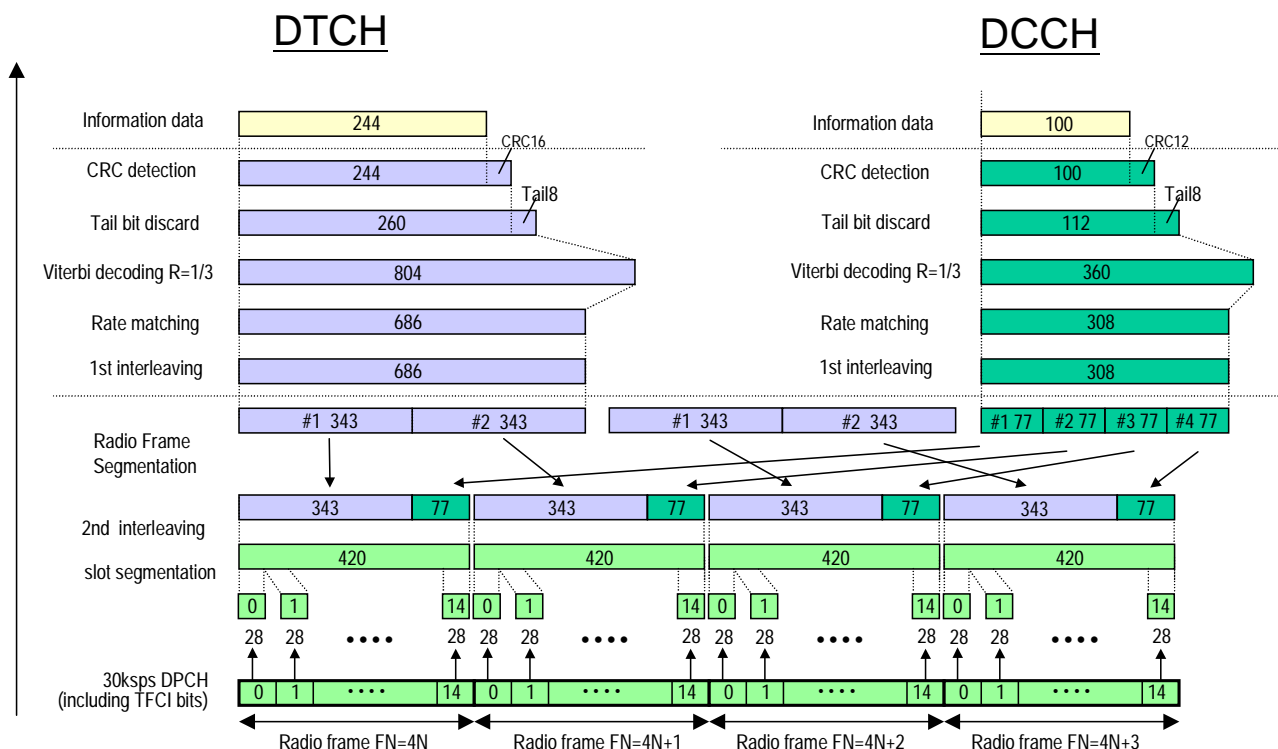 DTCH DCCH
Information data 244 Information data 100
CRC16 CRC12
CRC detection 244 CRC detection 100
Tail8 Tail8
Tail bit discard 260 Tail bit discard 112
Viterbi decoding R=1/3 804 Viterbi decoding R=1/3 360
Rate matching 686 Rate matching 308
1st interleaving 686 1st interleaving 308
#1 343 #2 343 #1 343 #2 343 #1 77 #2 77 #3 77 #4 77
Radio Frame
Segmentation
343 77 343 77 343 77 343 77
2nd interleaving
420 420 420 420
slot segmentation
0 1 14 0 1 14 0 1 14 0 1 14
28 28 •••• 28 28 28 •••• 28 28 28 •••• 28 28 28 •••• 28
30ksps DPCH
(including TFCI bits)
0 1 •••• 14 0 1 •••• 14 0 1 •••• 14 0 1 •••• 14
Radio frame FN=4N Radio frame FN=4N+1 Radio frame FN=4N+2 Radio frame FN=4N+3